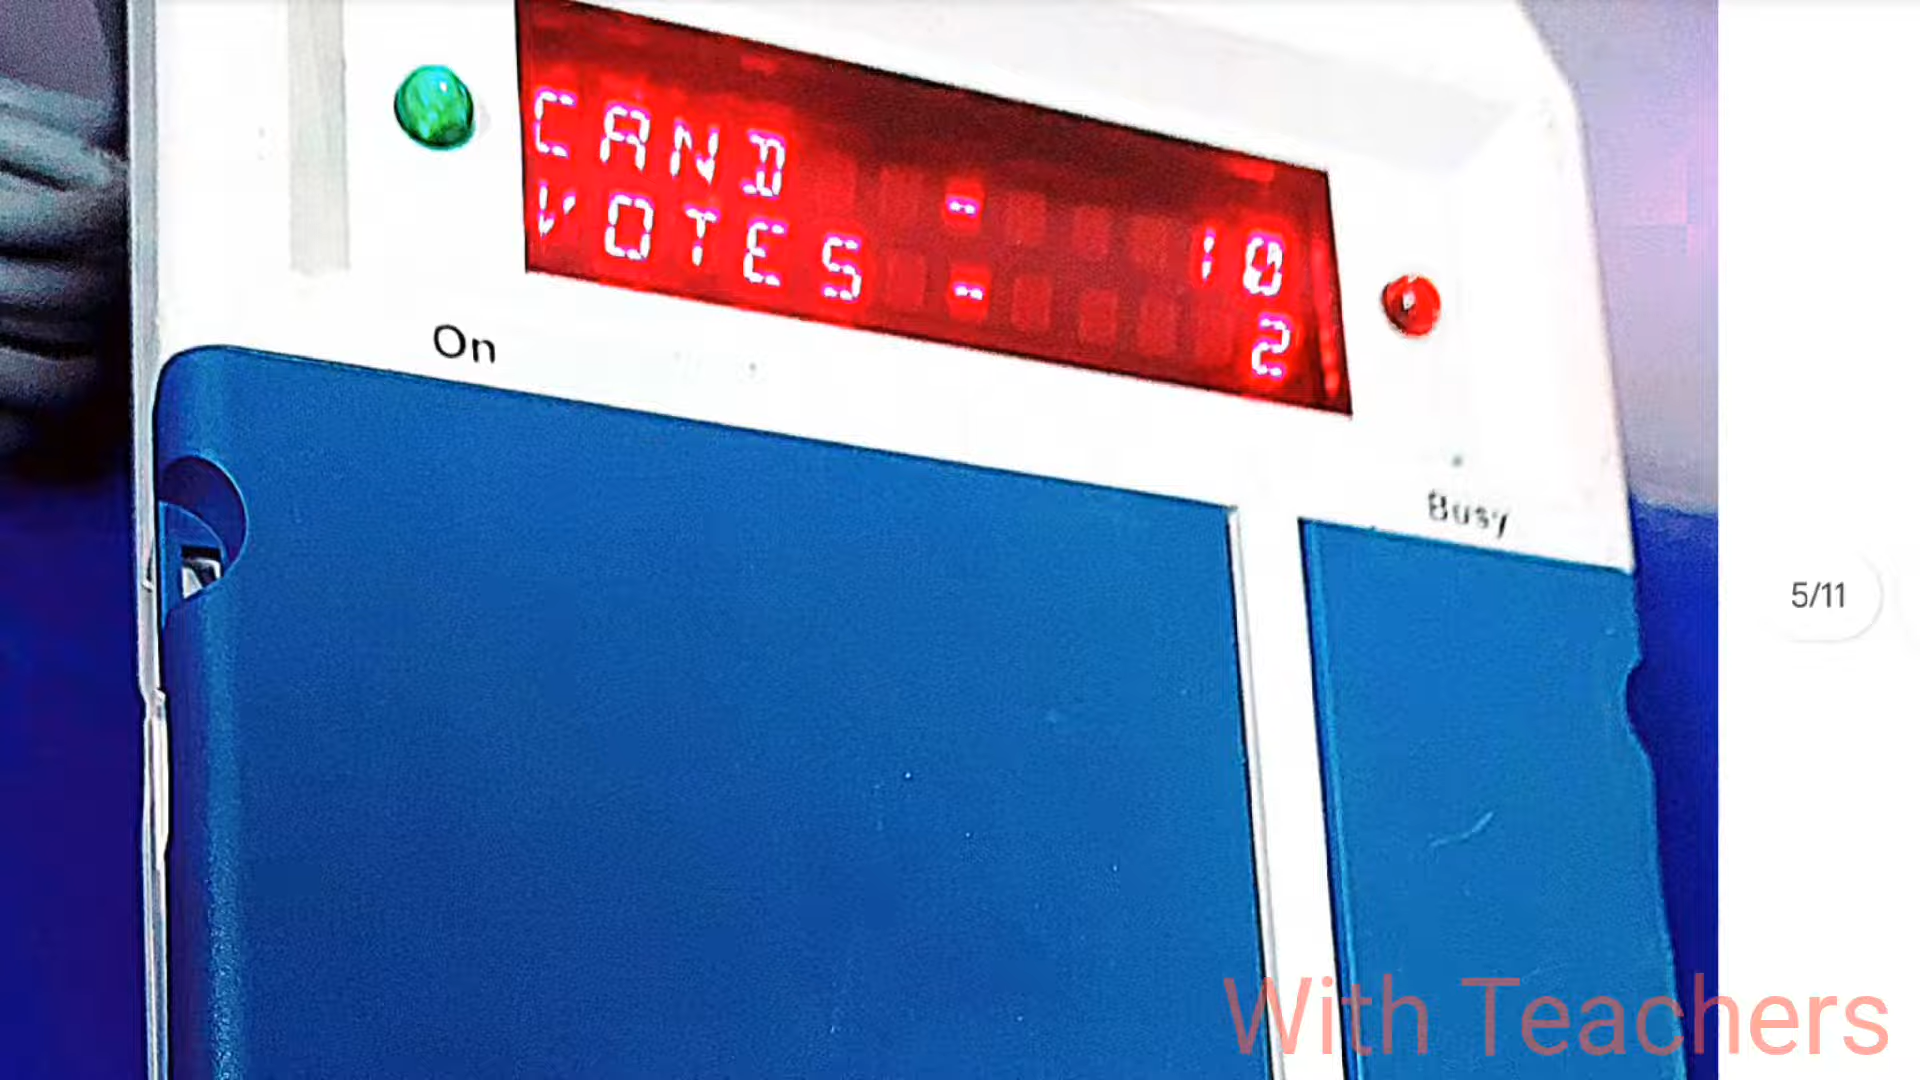 CAND - 10
VOTES - 2
On
Busy
5/11
With Teachers